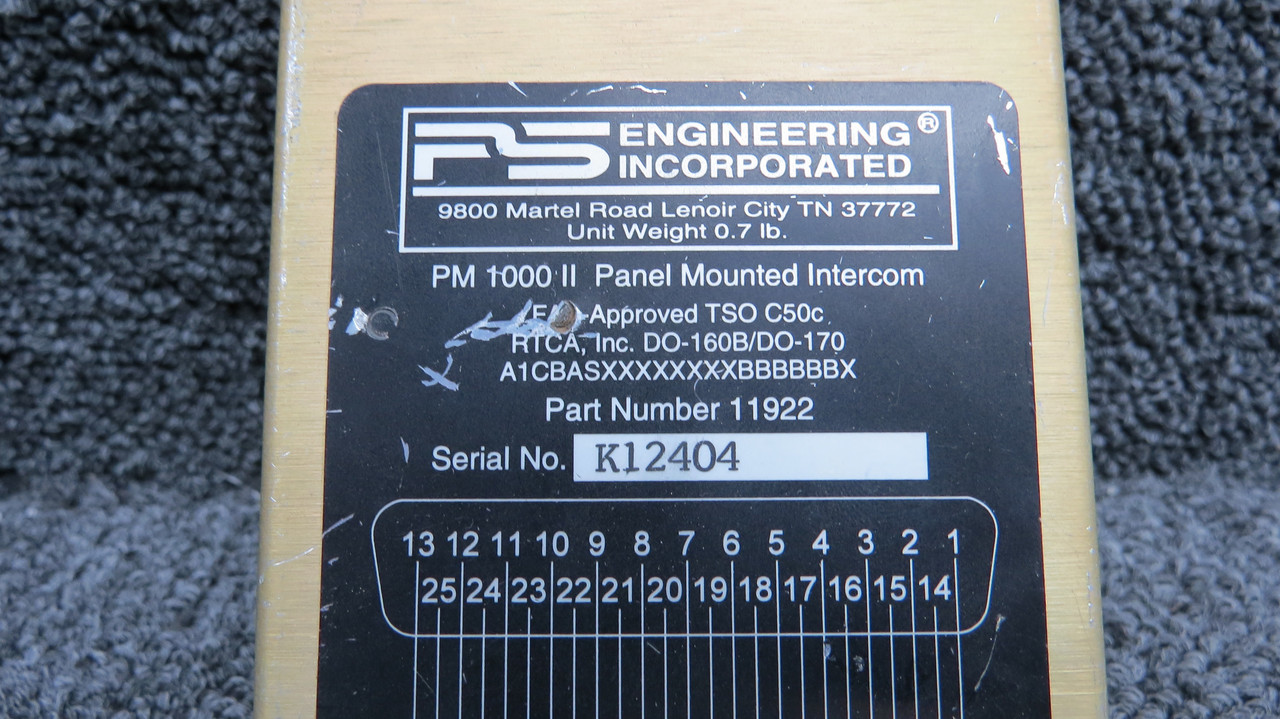 PS ENGINEERING®
INCORPORATED
9800 Martel Road Lenoir City TN 37772
Unit Weight 0.7 lb.
PM 1000 II Panel Mounted Intercom
-Approved TSO C50c
RTCA, Inc. DO-160B/DO-170
A1CBASXXXXXXXXBBBBBBX
Part Number 11922
Serial No. K12404
13 12 11 10 9 8 7 6 5 4 3 2 1
25 24 23 22 21 20 19 18 17 16 15 14